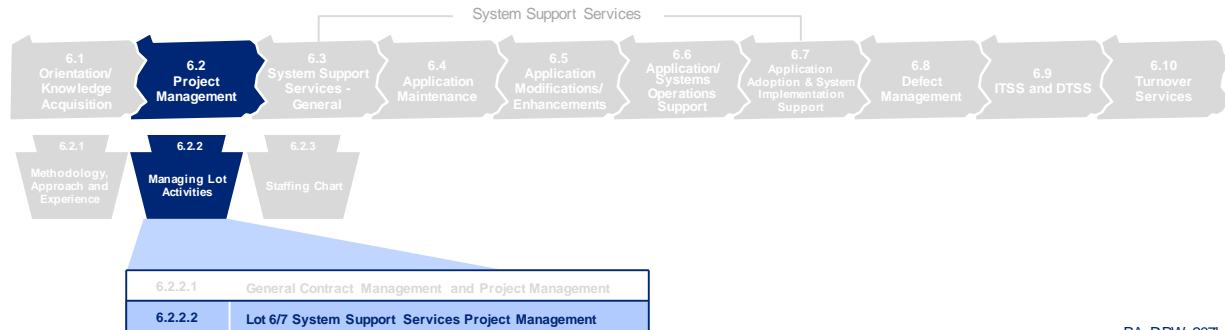 System Support Services
6.1
Orientation/
Knowledge
Acquisition
6.2
Project
Management
6.3
System Support
Services -
General
6.4
Application
Maintenance
6.5
Application
Modifications/
Enhancements
6.6
Application/
Systems
Operations
Support
6.7
Application
Adoption & System
Implementation
Support
6.8
Defect
Management
6.9
ITSS and DTSS
6.10
Turnover
Services
6.2.1
Methodology,
Approach and
Experience
6.2.2
Managing Lot
Activities
6.2.3
Staffing Chart
6.2.2.1 General Contract Management and Project Management
6.2.2.2 Lot 6/7 System Support Services Project Management